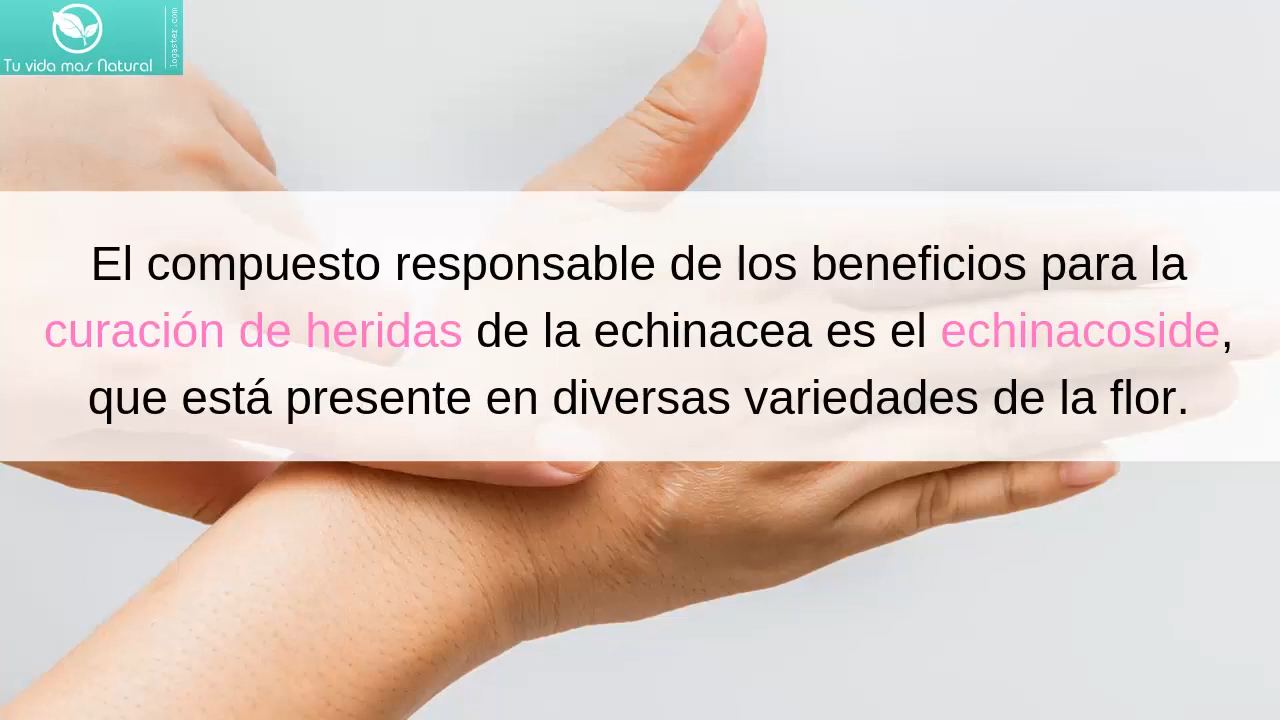 Tu vida mas Natural
logaster.com
El compuesto responsable de los beneficios para la
curación de heridas de la echinacea es el echinacoside,
que está presente en diversas variedades de la flor.